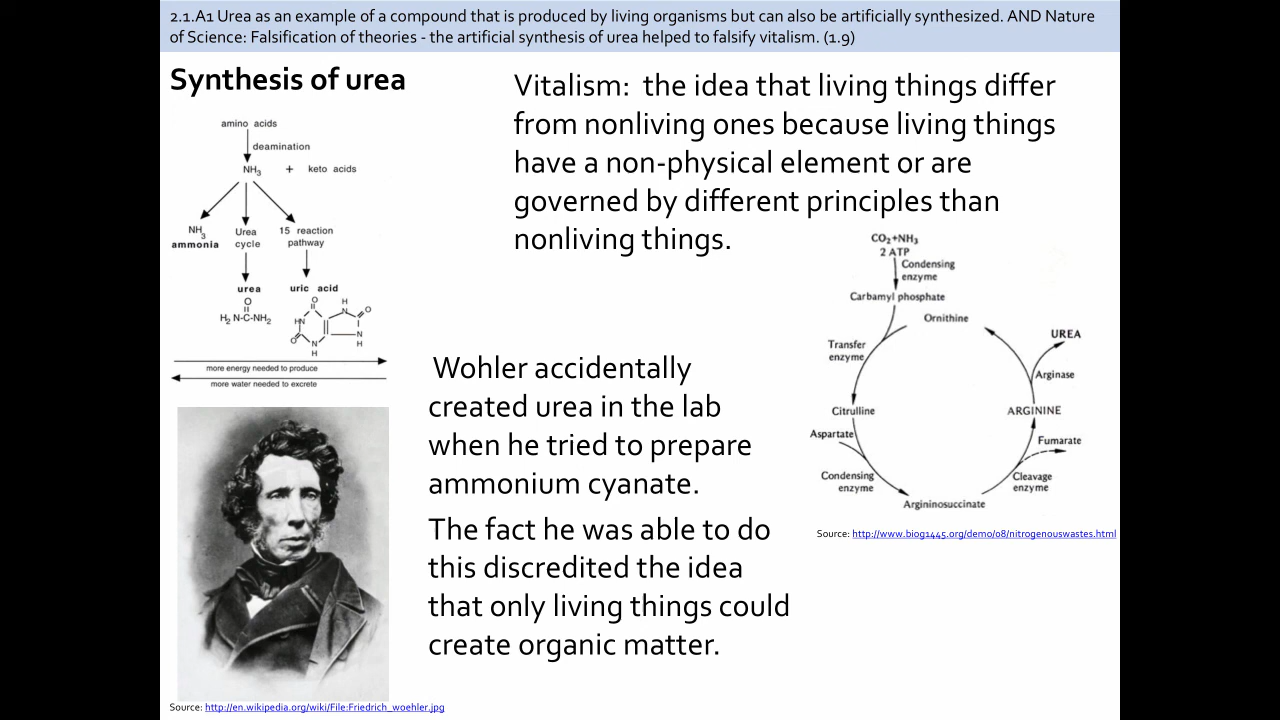 2.1.A1 Urea as an example of a compound that is produced by living organisms but can also be artificially synthesized. AND Nature
of Science: Falsification of theories - the artificial synthesis of urea helped to falsify vitalism. (1.9)
Synthesis of urea
amino acids
deamination
NH3 + keto acids
NH3
ammonia
Urea
cycle
15 reaction
pathway
urea
uric acid
O
H2 N-C-NH2
O
H
N
O
HN
O
N
N
H
H
more energy needed to produce
more water needed to excrete
Vitalism: the idea that living things differ
from nonliving ones because living things
have a non-physical element or are
governed by different principles than
nonliving things.
CO2+NH3
2 ATP
Condensing
enzyme
Carbamyl phosphate
Ornithine
Transfer
enzyme
UREA
Arginase
Citrulline
ARGININE
Aspartate
Fumarate
Condensing
enzyme
Cleavage
enzyme
Argininosuccinate
Source: http://www.biog1445.org/demo/08/nitrogenouswastes.html
Wohler accidentally
created urea in the lab
when he tried to prepare
ammonium cyanate.
The fact he was able to do
this discredited the idea
that only living things could
create organic matter.
Source: http://en.wikipedia.org/wiki/File:Friedrich_woehler.jpg